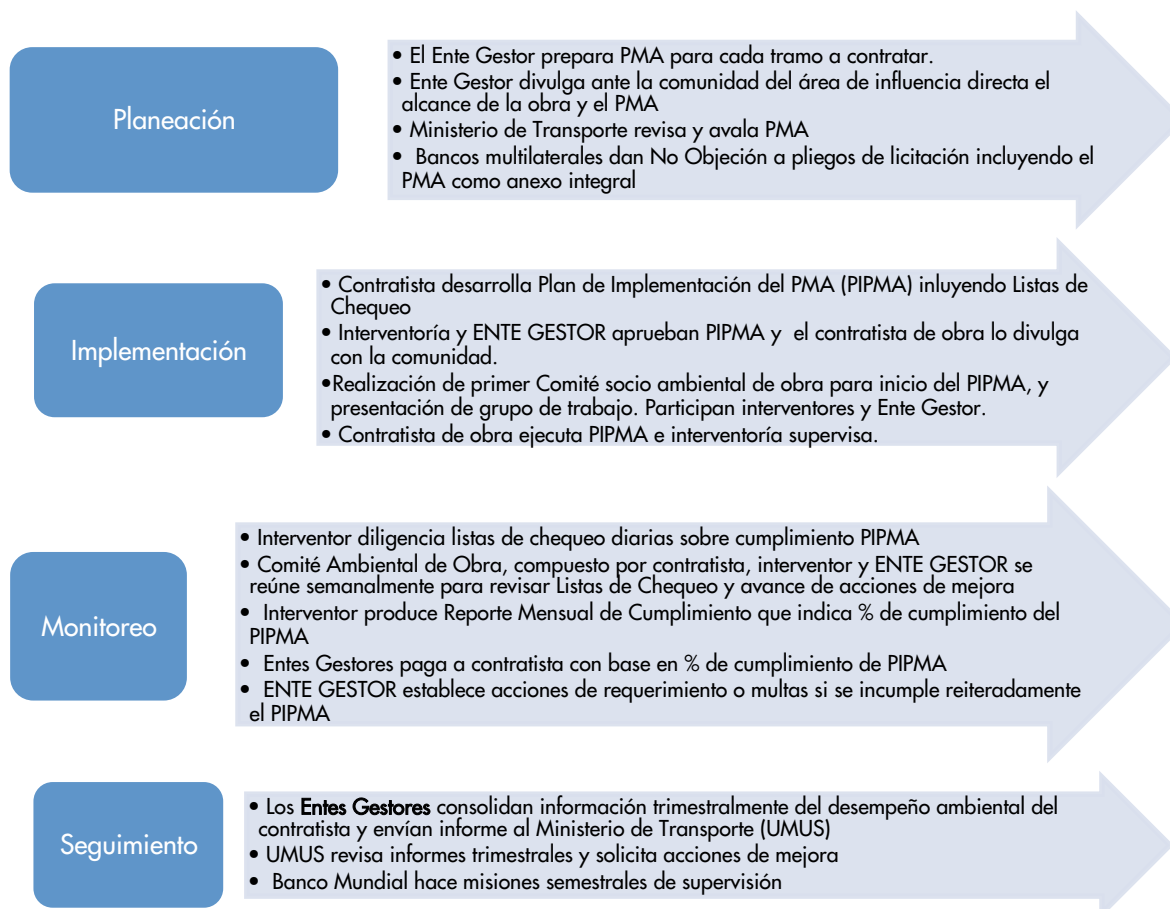 Planeación
• El Ente Gestor prepara PMA para cada tramo a contratar.
• Ente Gestor divulga ante la comunidad del área de influencia directa el
alcance de la obra y el PMA
• Ministerio de Transporte revisa y avala PMA
• Bancos multilaterales dan No Objeción a pliegos de licitación incluyendo el
PMA como anexo integral
Implementación
• Contratista desarrolla Plan de Implementación del PMA (PIPMA) inluyendo Listas de
Chequeo
• Interventoría y ENTE GESTOR aprueban PIPMA y el contratista de obra lo divulga
con la comunidad.
•Realización de primer Comité socio ambiental de obra para inicio del PIPMA, y
presentación de grupo de trabajo. Participan interventores y Ente Gestor.
• Contratista de obra ejecuta PIPMA e interventoría supervisa.
Monitoreo
• Interventor diligencia listas de chequeo diarias sobre cumplimiento PIPMA
• Comité Ambiental de Obra, compuesto por contratista, interventor y ENTE GESTOR se
reúne semanalmente para revisar Listas de Chequeo y avance de acciones de mejora
• Interventor produce Reporte Mensual de Cumplimiento que indica % de cumplimiento del
PIPMA
• Entes Gestores paga a contratista con base en % de cumplimiento de PIPMA
• ENTE GESTOR establece acciones de requerimiento o multas si se incumple reiteradamente
el PIPMA
Seguimiento
• Los Entes Gestores consolidan información trimestralmente del desempeño ambiental del
contratista y envían informe al Ministerio de Transporte (UMUS)
• UMUS revisa informes trimestrales y solicita acciones de mejora
• Banco Mundial hace misiones semestrales de supervisión